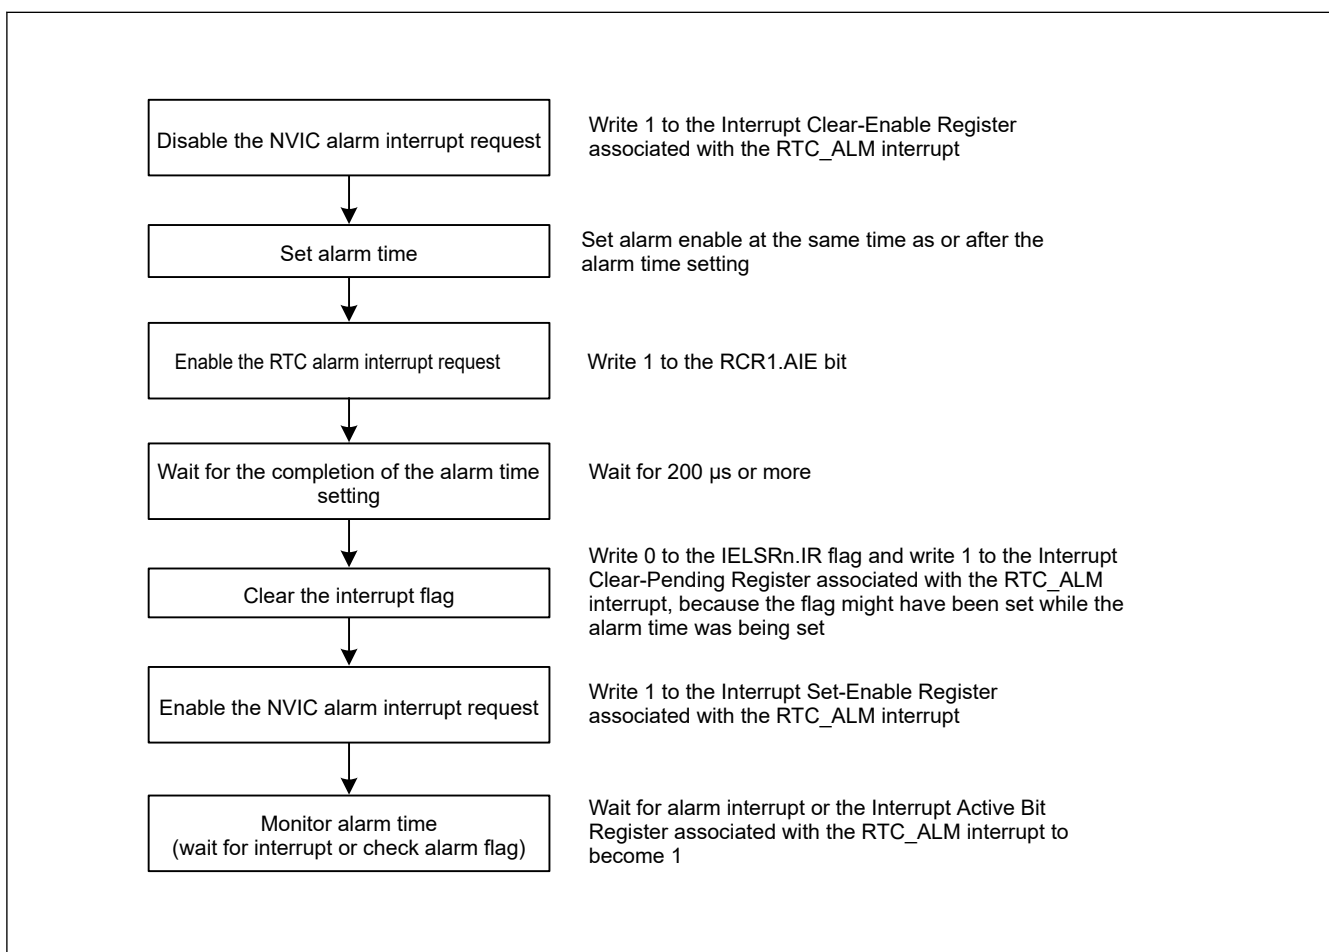 Disable the NVIC alarm interrupt request
Write 1 to the Interrupt Clear-Enable Register
associated with the RTC_ALM interrupt
Set alarm time
Set alarm enable at the same time as or after the
alarm time setting
Enable the RTC alarm interrupt request
Write 1 to the RCR1.AIE bit
Wait for the completion of the alarm time
setting
Wait for 200 µs or more
Clear the interrupt flag
Write 0 to the IELSRn.IR flag and write 1 to the Interrupt
Clear-Pending Register associated with the RTC_ALM
interrupt, because the flag might have been set while the
alarm time was being set
Enable the NVIC alarm interrupt request
Write 1 to the Interrupt Set-Enable Register
associated with the RTC_ALM interrupt
Monitor alarm time
(wait for interrupt or check alarm flag)
Wait for alarm interrupt or the Interrupt Active Bit
Register associated with the RTC_ALM interrupt to
become 1